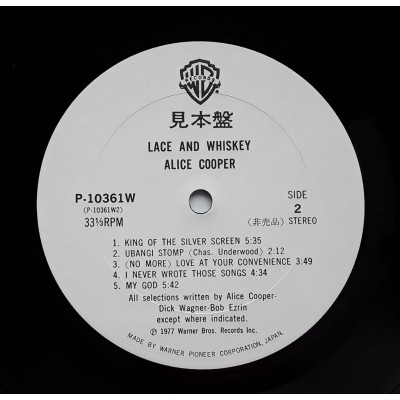 WB
RECORDS
見本盤
LACE AND WHISKEY
ALICE COOPER
P-10361W
(P-10361W2)
33⅓RPM
SIDE
2
(非売品) STEREO
1. KING OF THE SILVER SCREEN 5:35
2. UBANGI STOMP (Chas. Underwood) 2:12
3. (NO MORE) LOVE AT YOUR CONVENIENCE 3:49
4. I NEVER WROTE THOSE SONGS 4:34
5. MY GOD 5:42
All selections written by Alice Cooper-
Dick Wagner-Bob Ezrin
except where indicated.
℗ 1977 Warner Bros. Records Inc.
MADE BY WARNER PIONEER CORPORATION, JAPAN.